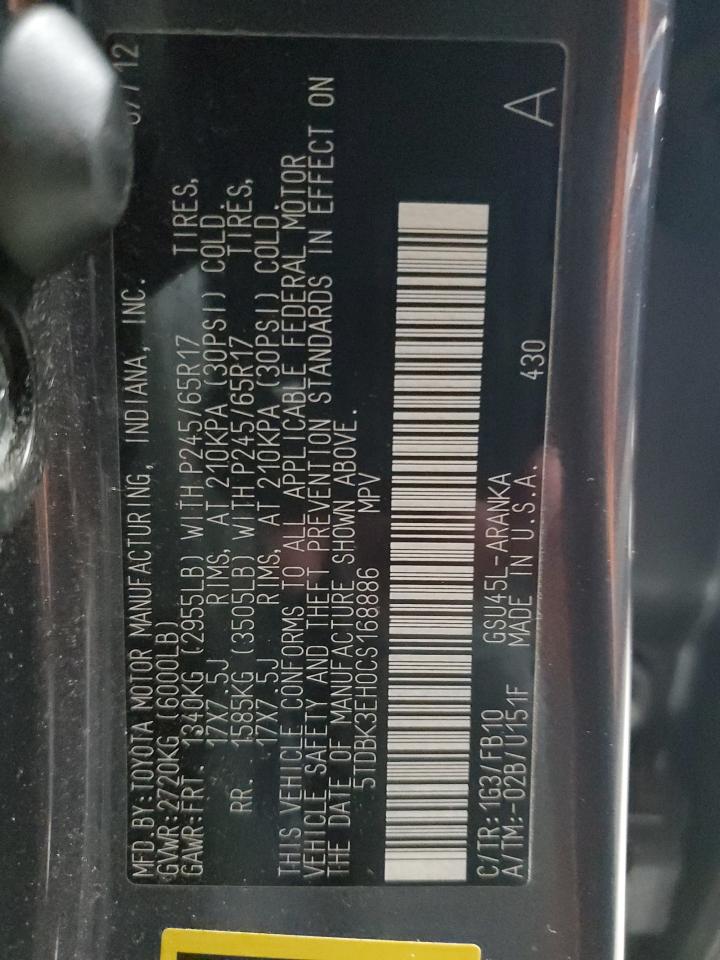 MFD.BY:TOYOTA MOTOR MANUFACTURING, INDIANA, INC. 7/12
GVWR:2720KG (6000LB)
GAWR:FRT. 1340KG (2955LB) WITH P245/65R17 TIRES,
17X7.5J RIMS, AT 210KPA (30PSI) COLD.
RR. 1585KG (3505LB) WITH P245/65R17 TIRES,
17X7.5J RIMS, AT 210KPA (30PSI) COLD.
THIS VEHICLE CONFORMS TO ALL APPLICABLE FEDERAL MOTOR
VEHICLE SAFETY AND THEFT PREVENTION STANDARDS IN EFFECT ON
THE DATE OF MANUFACTURE SHOWN ABOVE.
5TDBK3EH0CS168886 MPV
C/TR:1G3/FB10 GSU45L-ARANKA 430
A/TM:-02B/U151F MADE IN U.S.A. A